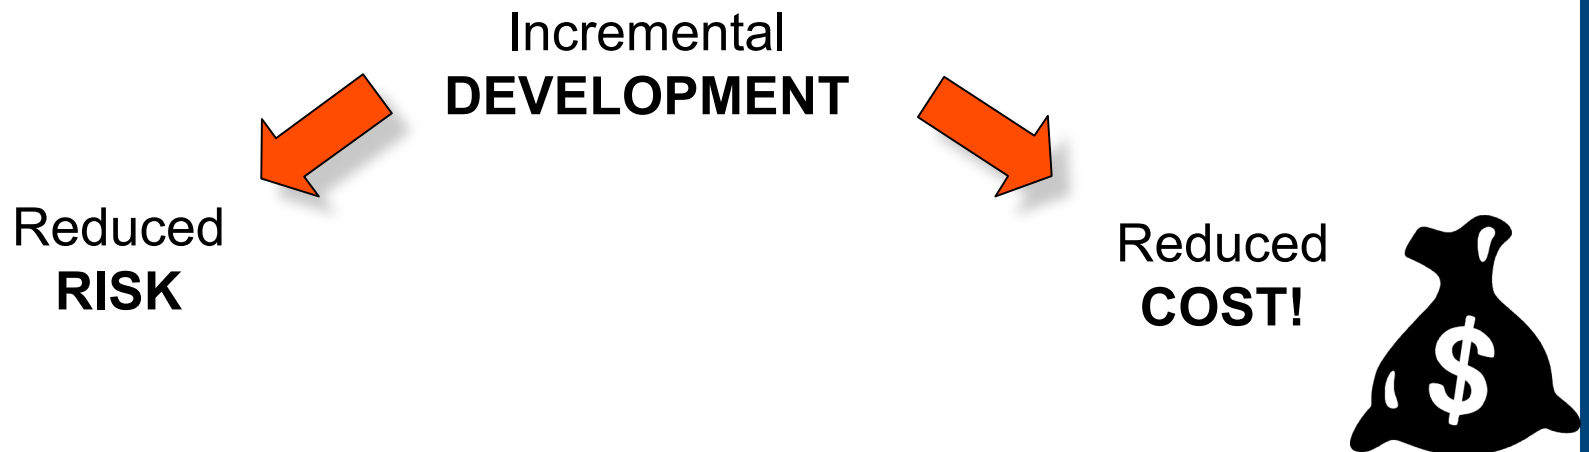 Incremental
DEVELOPMENT
Reduced
RISK
Reduced
COST!
$